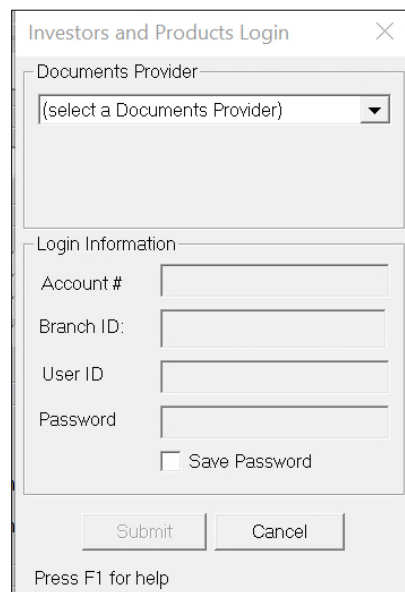 Investors and Products Login
Documents Provider
(select a Documents Provider)
Login Information
Account #
Branch ID:
User ID
Password
Save Password
Submit Cancel
Press F1 for help